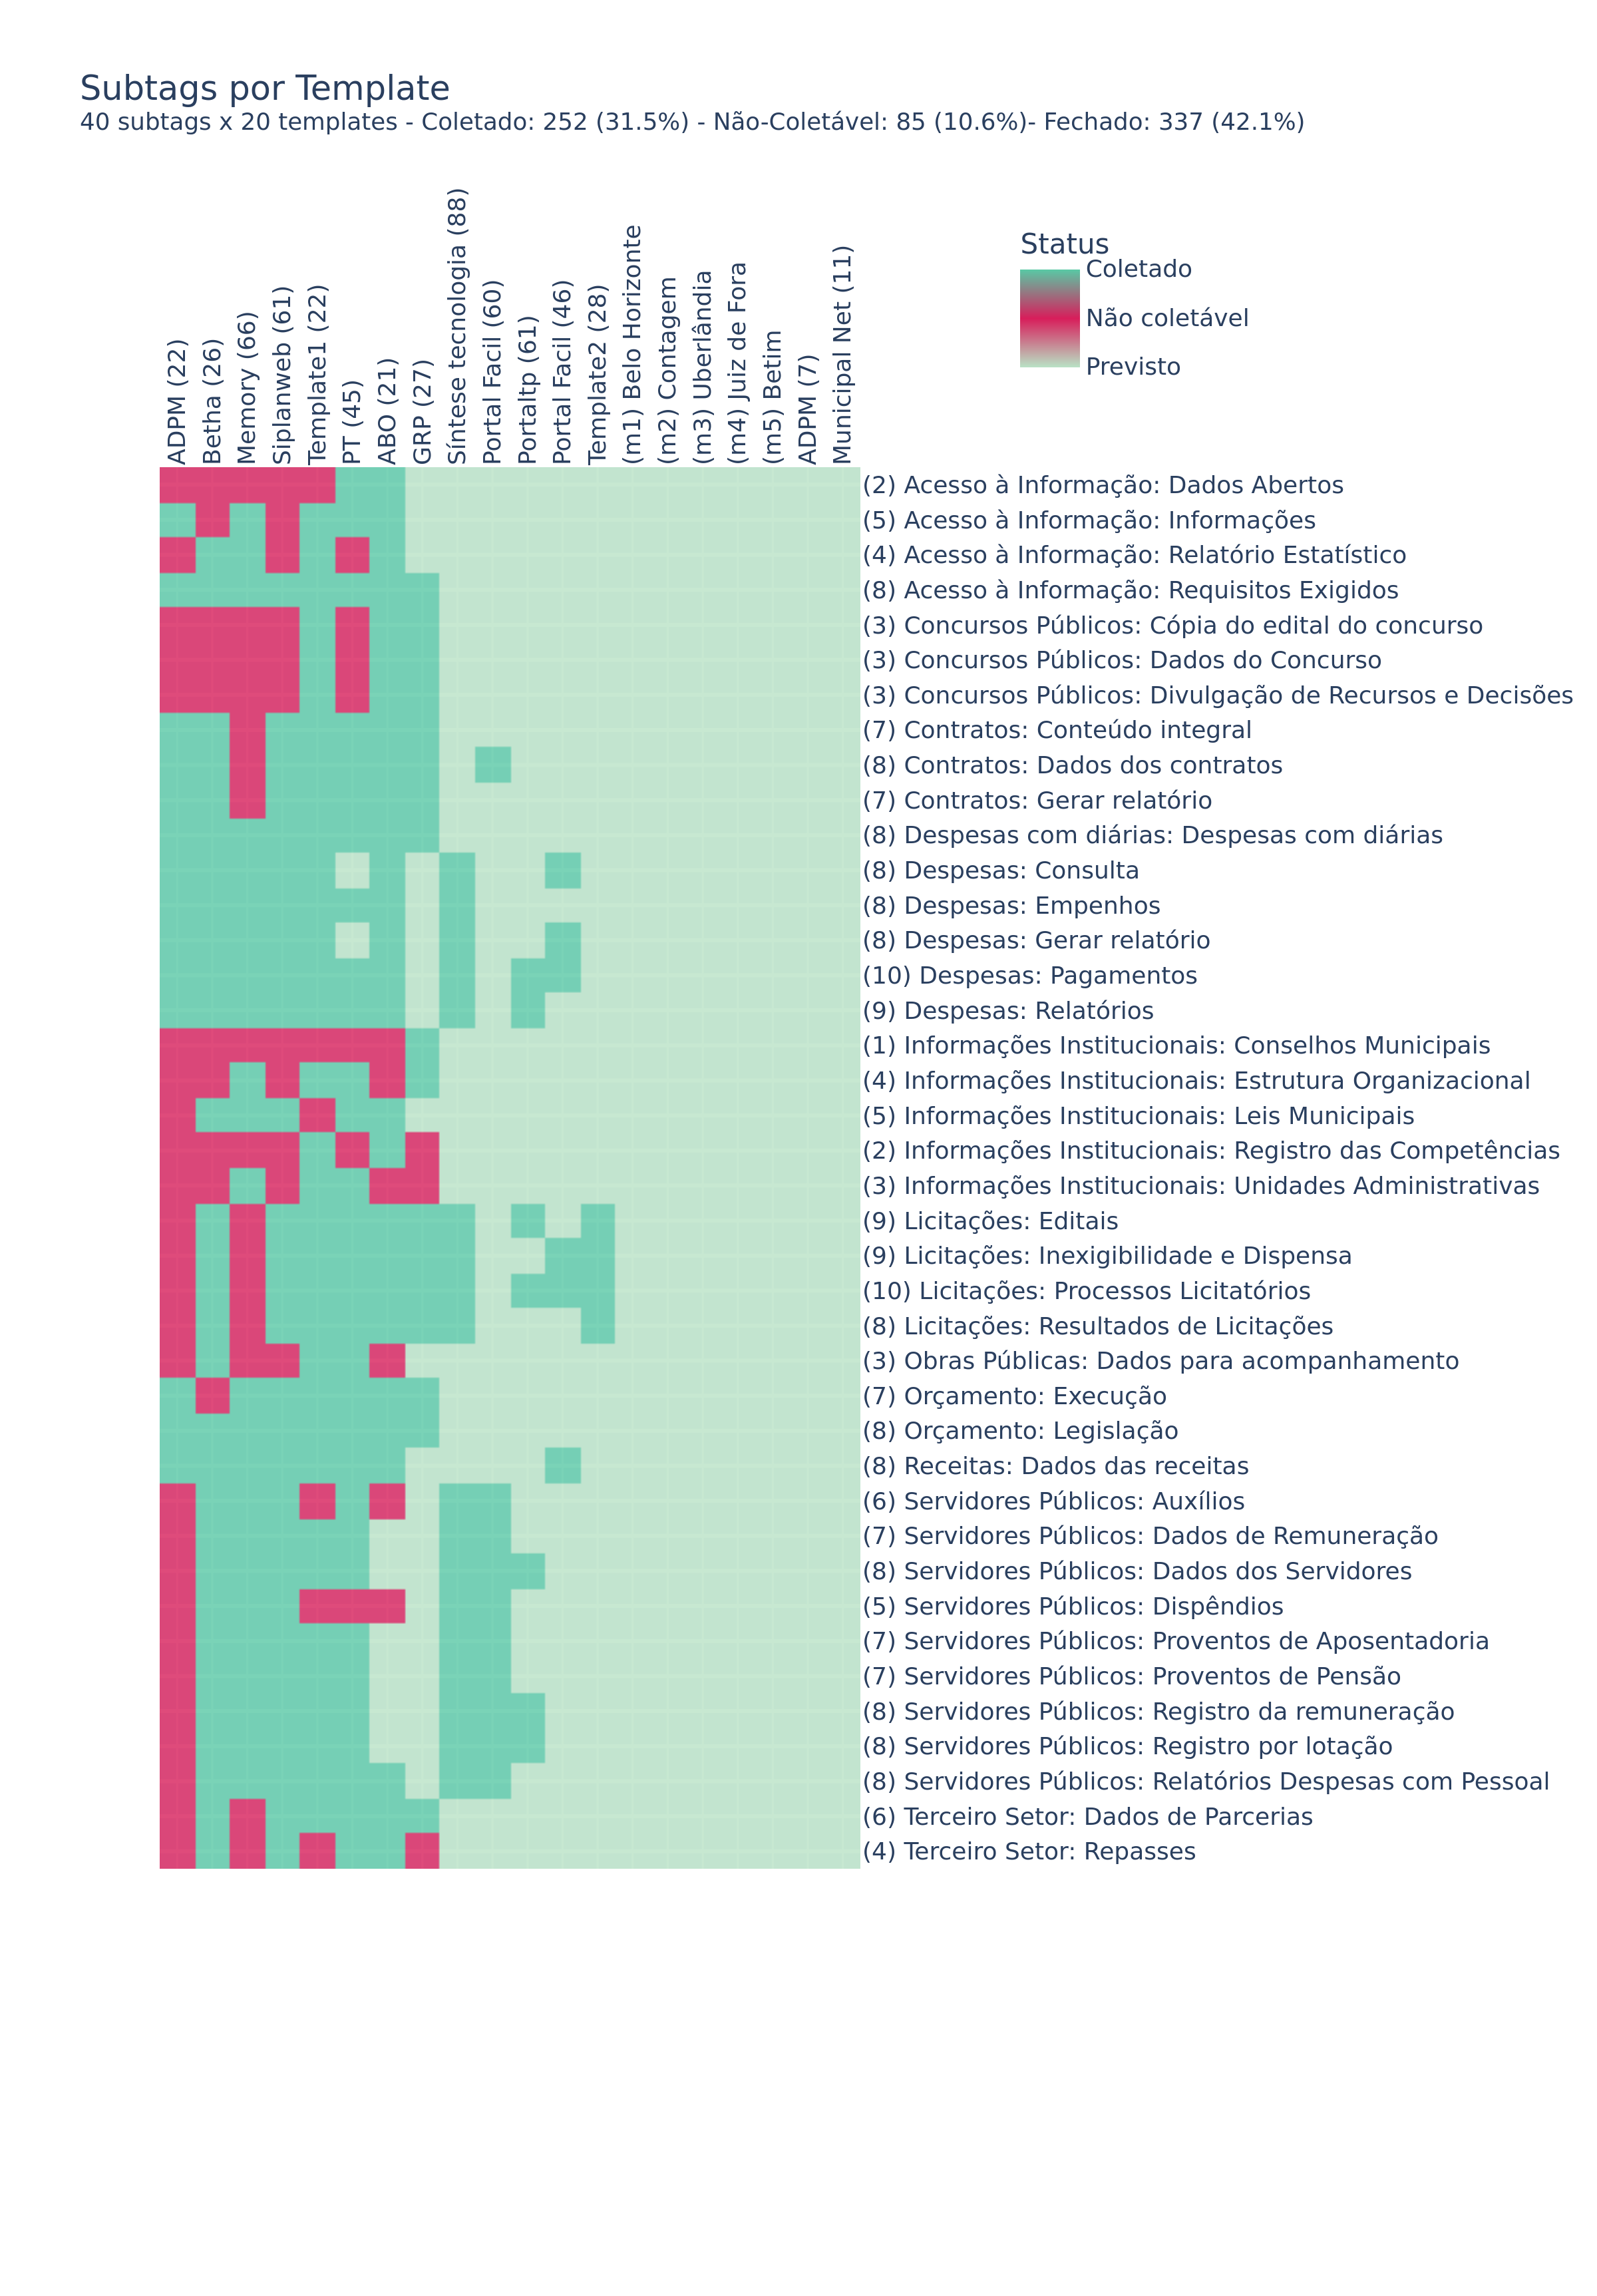 Subtags por Template
40 subtags x 20 templates - Coletado: 252 (31.5%) - Não-Coletável: 85 (10.6%)- Fechado: 337 (42.1%)
ADPM (22)
Betha (26)
Memory (66)
Siplanweb (61)
Template1 (22)
PT (45)
ABO (21)
GRP (27)
Síntese tecnologia (88)
Portal Facil (60)
Portaltp (61)
Portal Facil (46)
Template2 (28)
(m1) Belo Horizonte
(m2) Contagem
(m3) Uberlândia
(m4) Juiz de Fora
(m5) Betim
ADPM (7)
Municipal Net (11)
Status
Coletado
Não coletável
Previsto
(2) Acesso à Informação: Dados Abertos
(5) Acesso à Informação: Informações
(4) Acesso à Informação: Relatório Estatístico
(8) Acesso à Informação: Requisitos Exigidos
(3) Concursos Públicos: Cópia do edital do concurso
(3) Concursos Públicos: Dados do Concurso
(3) Concursos Públicos: Divulgação de Recursos e Decisões
(7) Contratos: Conteúdo integral
(8) Contratos: Dados dos contratos
(7) Contratos: Gerar relatório
(8) Despesas com diárias: Despesas com diárias
(8) Despesas: Consulta
(8) Despesas: Empenhos
(8) Despesas: Gerar relatório
(10) Despesas: Pagamentos
(9) Despesas: Relatórios
(1) Informações Institucionais: Conselhos Municipais
(4) Informações Institucionais: Estrutura Organizacional
(5) Informações Institucionais: Leis Municipais
(2) Informações Institucionais: Registro das Competências
(3) Informações Institucionais: Unidades Administrativas
(9) Licitações: Editais
(9) Licitações: Inexigibilidade e Dispensa
(10) Licitações: Processos Licitatórios
(8) Licitações: Resultados de Licitações
(3) Obras Públicas: Dados para acompanhamento
(7) Orçamento: Execução
(8) Orçamento: Legislação
(8) Receitas: Dados das receitas
(6) Servidores Públicos: Auxílios
(7) Servidores Públicos: Dados de Remuneração
(8) Servidores Públicos: Dados dos Servidores
(5) Servidores Públicos: Dispêndios
(7) Servidores Públicos: Proventos de Aposentadoria
(7) Servidores Públicos: Proventos de Pensão
(8) Servidores Públicos: Registro da remuneração
(8) Servidores Públicos: Registro por lotação
(8) Servidores Públicos: Relatórios Despesas com Pessoal
(6) Terceiro Setor: Dados de Parcerias
(4) Terceiro Setor: Repasses